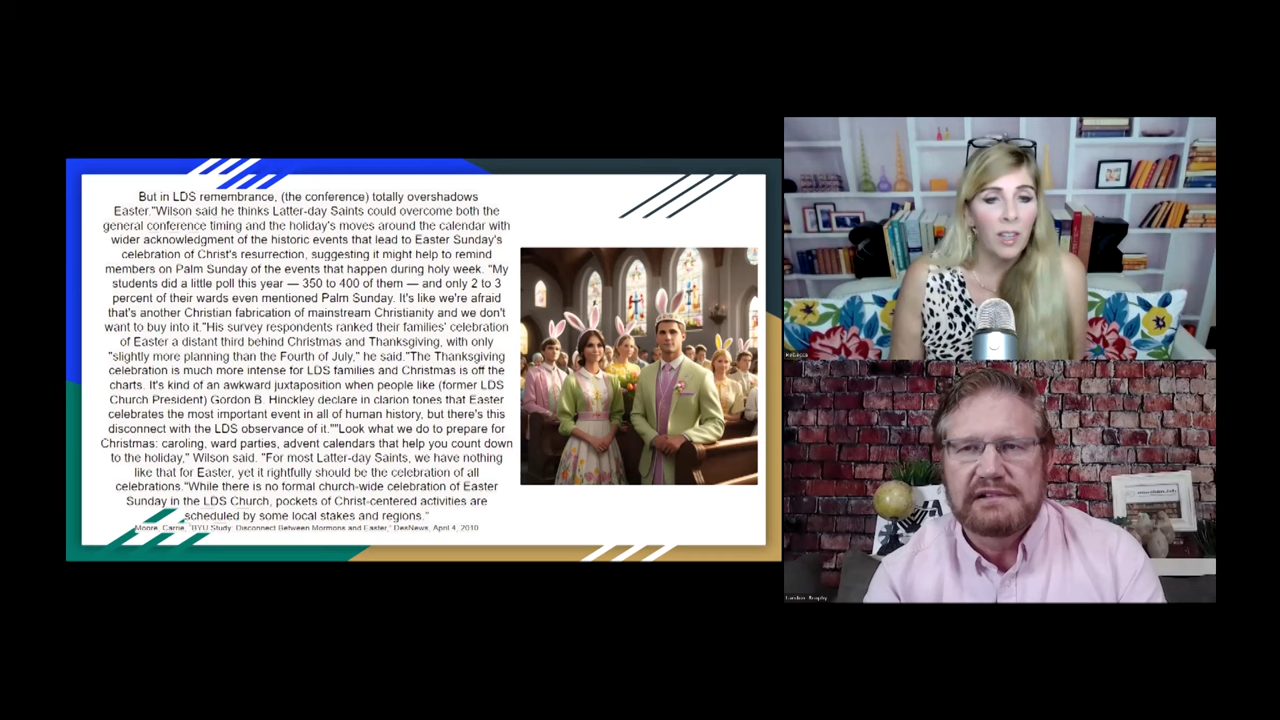 But in LDS remembrance, (the conference) totally overshadows
Easter."Wilson said he thinks Latter-day Saints could overcome both the
general conference timing and the holiday's moves around the calendar with
wider acknowledgment of the historic events that lead to Easter Sunday's
celebration of Christ's resurrection, suggesting it might help to remind
members on Palm Sunday of the events that happen during holy week. "My
students did a little poll this year — 350 to 400 of them — and only 2 to 3
percent of their wards even mentioned Palm Sunday. It's like we're afraid
that's another Christian fabrication of mainstream Christianity and we don't
want to buy into it."His survey respondents ranked their families' celebration
of Easter a distant third behind Christmas and Thanksgiving, with only
"slightly more planning than the Fourth of July," he said."The Thanksgiving
celebration is much more intense for LDS families and Christmas is off the
charts. It's kind of an awkward juxtaposition when people like (former LDS
Church President) Gordon B. Hinckley declare in clarion tones that Easter
celebrates the most important event in all of human history, but there's this
disconnect with the LDS observance of it.""Look what we do to prepare for
Christmas: caroling, ward parties, advent calendars that help you count down
to the holiday," Wilson said. "For most Latter-day Saints, we have nothing
like that for Easter, yet it rightfully should be the celebration of all
celebrations."While there is no formal church-wide celebration of Easter
Sunday in the LDS Church, pockets of Christ-centered activities are
scheduled by some local stakes and regions."
Moore, Carrie, "BYU Study: Disconnect Between Mormons and Easter," DesNews, April 4, 2010
Rebecca
Landon Brophy